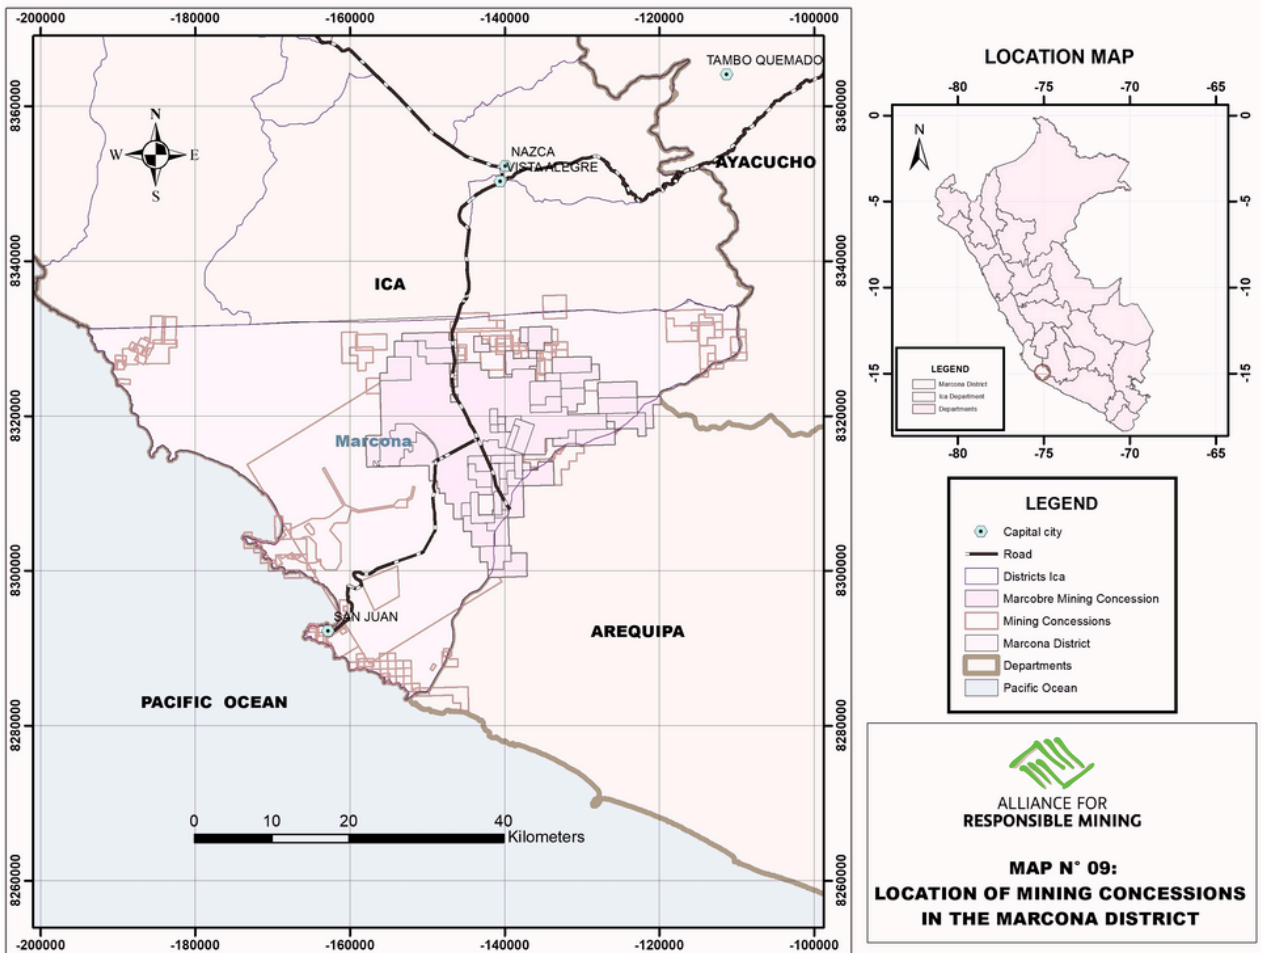 -200000 -180000 -160000 -140000 -120000 -100000
8360000 8360000
8340000 8340000
8320000 8320000
8300000 8300000
8280000 8280000
8260000 8260000
-200000 -180000 -160000 -140000 -120000 -100000
N
W E
S
TAMBO QUEMADO
NAZCA
VISTA ALEGRE
AYACUCHO
ICA
Marcona
SAN JUAN
AREQUIPA
PACIFIC OCEAN
0 10 20 40
Kilometers
LOCATION MAP
-80 -75 -70 -65
0 0
-5 -5
-10 -10
-15 -15
-80 -75 -70 -65
N
LEGEND
Marcona District
Ica Department
Departments
LEGEND
Capital city
Road
Districts Ica
Marcobre Mining Concession
Mining Concessions
Marcona District
Departments
Pacific Ocean
ALLIANCE FOR
RESPONSIBLE MINING
MAP N° 09:
LOCATION OF MINING CONCESSIONS
IN THE MARCONA DISTRICT